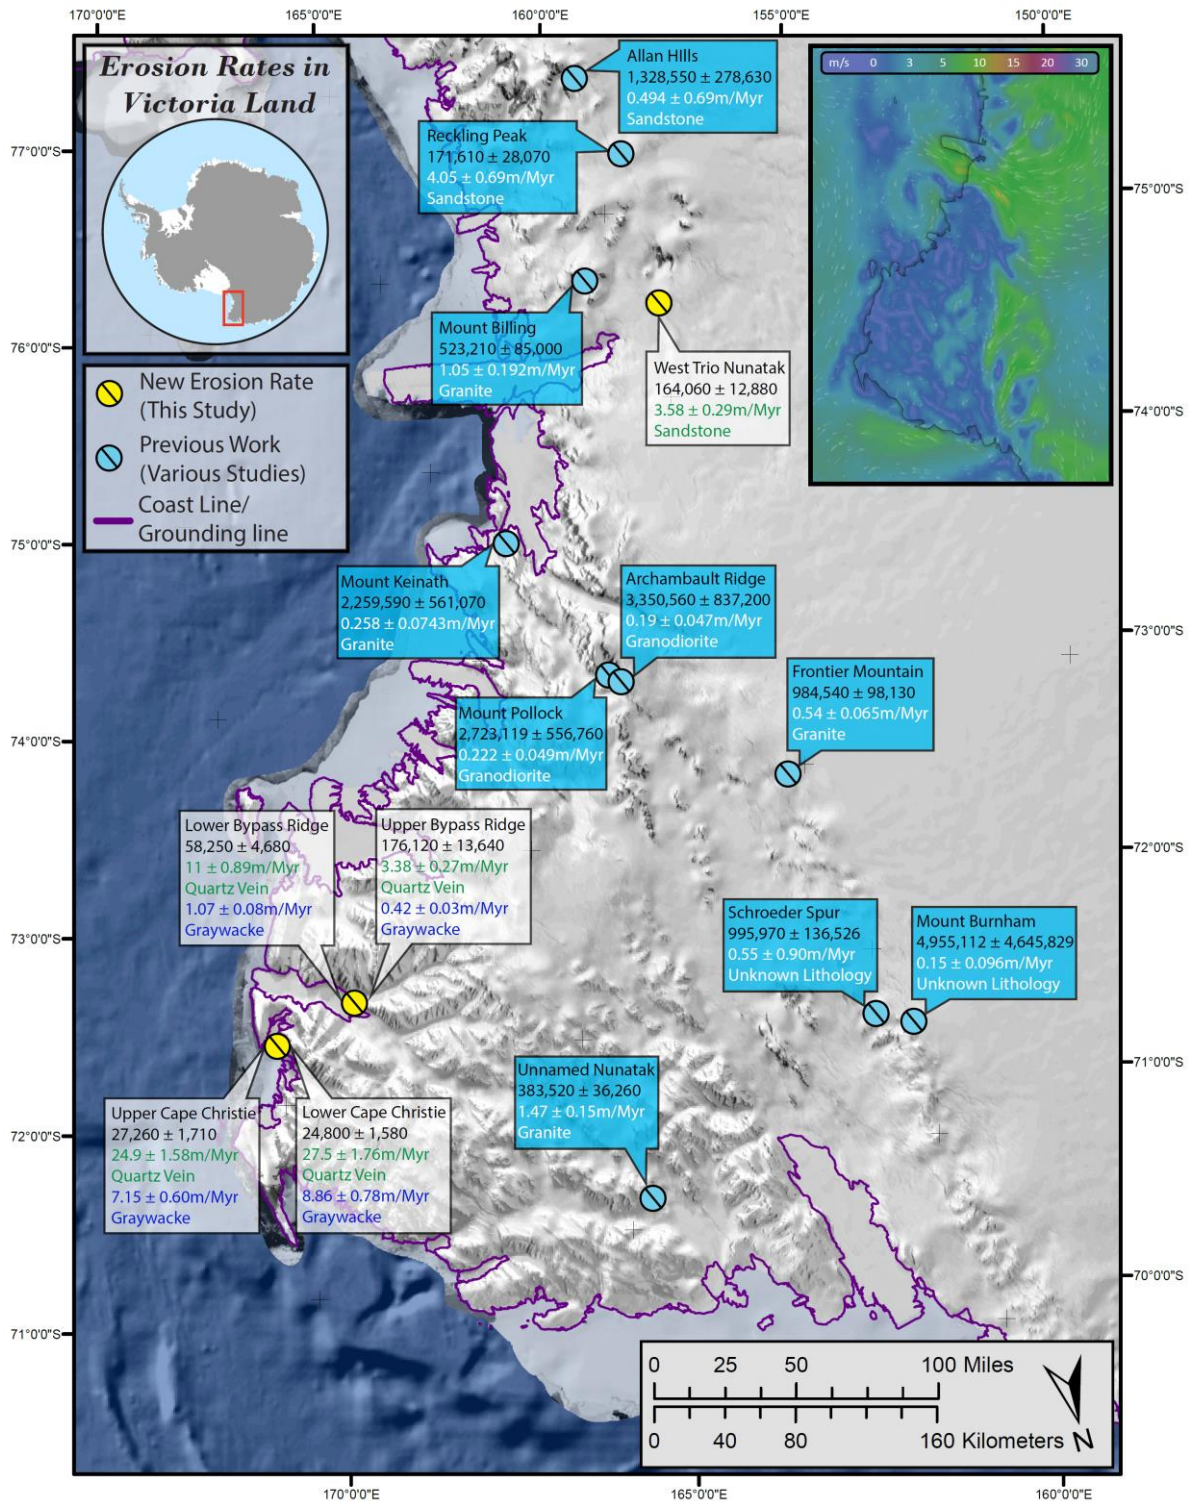 170°0'0"E
165°0'0"E
160°0'0"E
155°0'0"E
150°0'0"E
Erosion Rates in
Victoria Land
New Erosion Rate
(This Study)
Previous Work
(Various Studies)
Coast Line/
Grounding line
m/s 0 3 5 10 15 20 30
Allan HIlls
1,328,550 ± 278,630
0.494 ± 0.69m/Myr
Sandstone
Reckling Peak
171,610 ± 28,070
4.05 ± 0.69m/Myr
Sandstone
Mount Billing
523,210 ± 85,000
1.05 ± 0.192m/Myr
Granite
West Trio Nunatak
164,060 ± 12,880
3.58 ± 0.29m/Myr
Sandstone
Mount Keinath
2,259,590 ± 561,070
0.258 ± 0.0743m/Myr
Granite
Archambault Ridge
3,350,560 ± 837,200
0.19 ± 0.047m/Myr
Granodiorite
Mount Pollock
2,723,119 ± 556,760
0.222 ± 0.049m/Myr
Granodiorite
Frontier Mountain
984,540 ± 98,130
0.54 ± 0.065m/Myr
Granite
Lower Bypass Ridge
58,250 ± 4,680
11 ± 0.89m/Myr
Quartz Vein
1.07 ± 0.08m/Myr
Graywacke
Upper Bypass Ridge
176,120 ± 13,640
3.38 ± 0.27m/Myr
Quartz Vein
0.42 ± 0.03m/Myr
Graywacke
Schroeder Spur
995,970 ± 136,526
0.55 ± 0.90m/Myr
Unknown Lithology
Mount Burnham
4,955,112 ± 4,645,829
0.15 ± 0.096m/Myr
Unknown Lithology
Upper Cape Christie
27,260 ± 1,710
24.9 ± 1.58m/Myr
Quartz Vein
7.15 ± 0.60m/Myr
Graywacke
Lower Cape Christie
24,800 ± 1,580
27.5 ± 1.76m/Myr
Quartz Vein
8.86 ± 0.78m/Myr
Graywacke
Unnamed Nunatak
383,520 ± 36,260
1.47 ± 0.15m/Myr
Granite
77°0'0"S
76°0'0"S
75°0'0"S
74°0'0"S
73°0'0"S
72°0'0"S
71°0'0"S
75°0'0"S
74°0'0"S
73°0'0"S
72°0'0"S
71°0'0"S
70°0'0"S
0 25 50 100 Miles
0 40 80 160 Kilometers
N
170°0'0"E
165°0'0"E
160°0'0"E